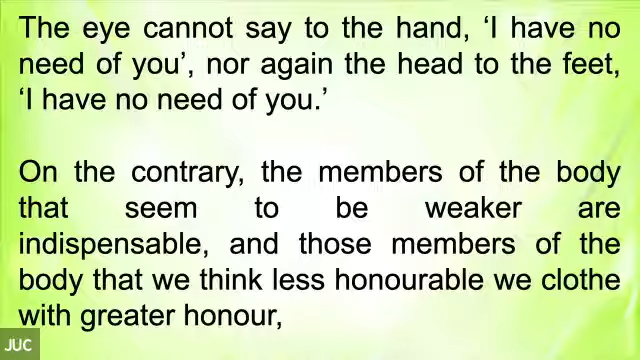 The eye cannot say to the hand, ‘I have no
need of you’, nor again the head to the feet,
‘I have no need of you.’
On the contrary, the members of the body
that seem to be weaker are
indispensable, and those members of the
body that we think less honourable we clothe
with greater honour,
JUC